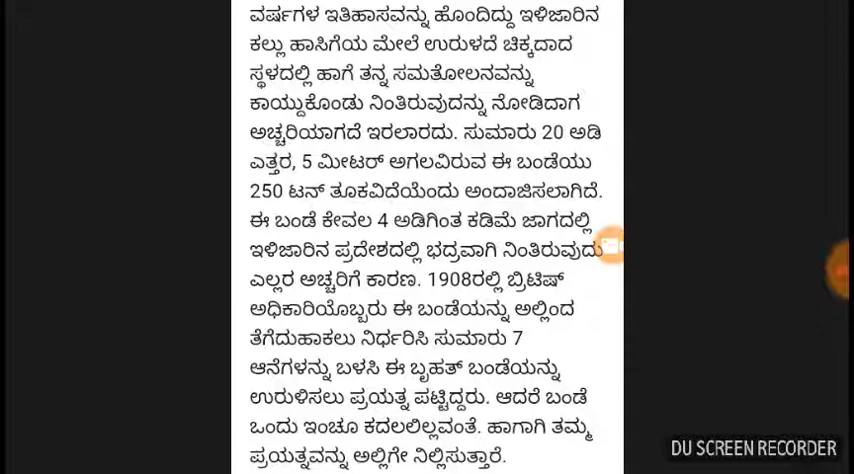 ವರ್ಷಗಳ ಇತಿಹಾಸವನ್ನು ಹೊಂದಿದ್ದು ಇಳಿಜಾರಿನ
ಕಲ್ಲು ಹಾಸಿಗೆಯ ಮೇಲೆ ಉರುಳದೆ ಚಿಕ್ಕದಾದ
ಸ್ಥಳದಲ್ಲಿ ಹಾಗೆ ತನ್ನ ಸಮತೋಲನವನ್ನು
ಕಾಯ್ದುಕೊಂಡು ನಿಂತಿರುವುದನ್ನು ನೋಡಿದಾಗ
ಅಚ್ಚರಿಯಾಗದೆ ಇರಲಾರದು. ಸುಮಾರು 20 ಅಡಿ
ಎತ್ತರ, 5 ಮೀಟರ್ ಅಗಲವಿರುವ ಈ ಬಂಡೆಯು
250 ಟನ್ ತೂಕವಿದೆಯೆಂದು ಅಂದಾಜಿಸಲಾಗಿದೆ.
ಈ ಬಂಡೆ ಕೇವಲ 4 ಅಡಿಗಿಂತ ಕಡಿಮೆ ಜಾಗದಲ್ಲಿ
ಇಳಿಜಾರಿನ ಪ್ರದೇಶದಲ್ಲಿ ಭದ್ರವಾಗಿ ನಿಂತಿರುವುದು
ಎಲ್ಲರ ಅಚ್ಚರಿಗೆ ಕಾರಣ. 1908ರಲ್ಲಿ ಬ್ರಿಟಿಷ್
ಅಧಿಕಾರಿಯೊಬ್ಬರು ಈ ಬಂಡೆಯನ್ನು ಅಲ್ಲಿಂದ
ತೆಗೆದುಹಾಕಲು ನಿರ್ಧರಿಸಿ ಸುಮಾರು 7
ಆನೆಗಳನ್ನು ಬಳಸಿ ಈ ಬೃಹತ್ ಬಂಡೆಯನ್ನು
ಉರುಳಿಸಲು ಪ್ರಯತ್ನ ಪಟ್ಟಿದ್ದರು. ಆದರೆ ಬಂಡೆ
ಒಂದು ಇಂಚೂ ಕದಲಲಿಲ್ಲವಂತೆ. ಹಾಗಾಗಿ ತಮ್ಮ
ಪ್ರಯತ್ನವನ್ನು ಅಲ್ಲಿಗೇ ನಿಲ್ಲಿಸುತ್ತಾರೆ.
DU SCREEN RECORDER